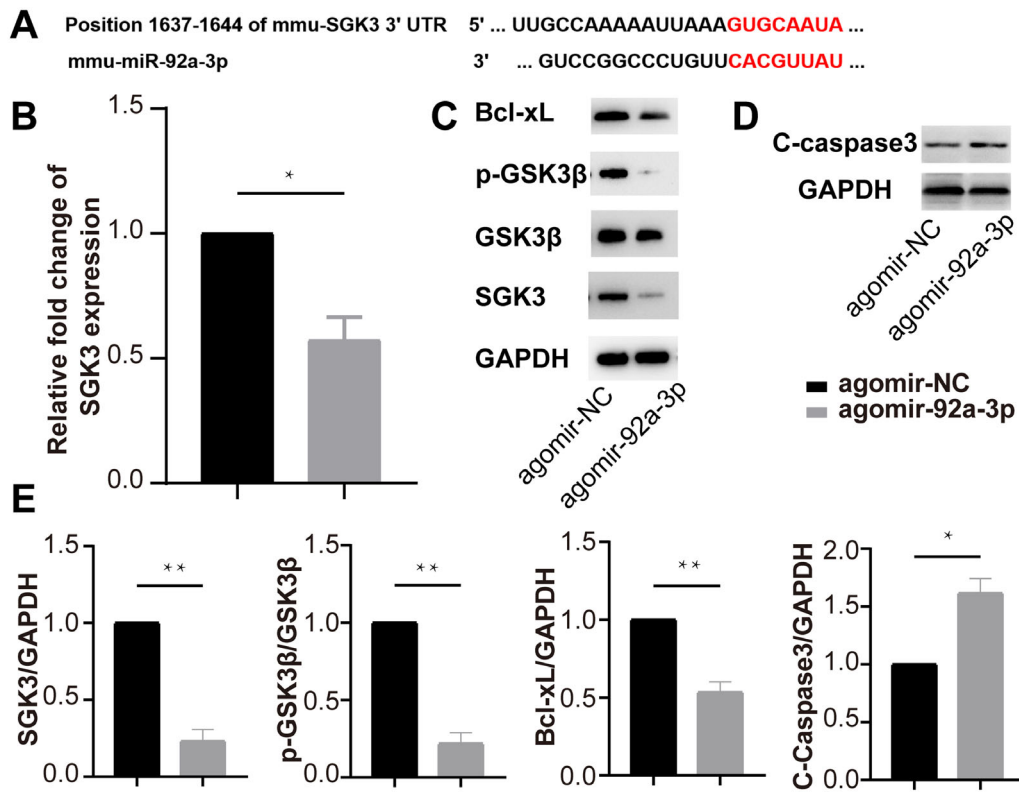 A
Position 1637-1644 of mmu-SGK3 3' UTR 5' ... UUGCCAAAAAUUAAAGUGCAAUA ...
mmu-miR-92a-3p 3' ... GUCCGGCCCUGUUCACGUUAU ...
B
Relative fold change of
SGK3 expression
1.5
1.0
0.5
0.0
*
C
Bcl-xL
p-GSK3β
GSK3β
SGK3
GAPDH
agomir-NC
agomir-92a-3p
D
C-caspase3
GAPDH
agomir-NC
agomir-92a-3p
agomir-NC
agomir-92a-3p
E
SGK3/GAPDH
1.5
1.0
0.5
0.0
**
p-GSK3β/GSK3β
1.5
1.0
0.5
0.0
**
Bcl-xL/GAPDH
1.5
1.0
0.5
0.0
**
C-Caspase3/GAPDH
2.0
1.5
1.0
0.5
0.0
*